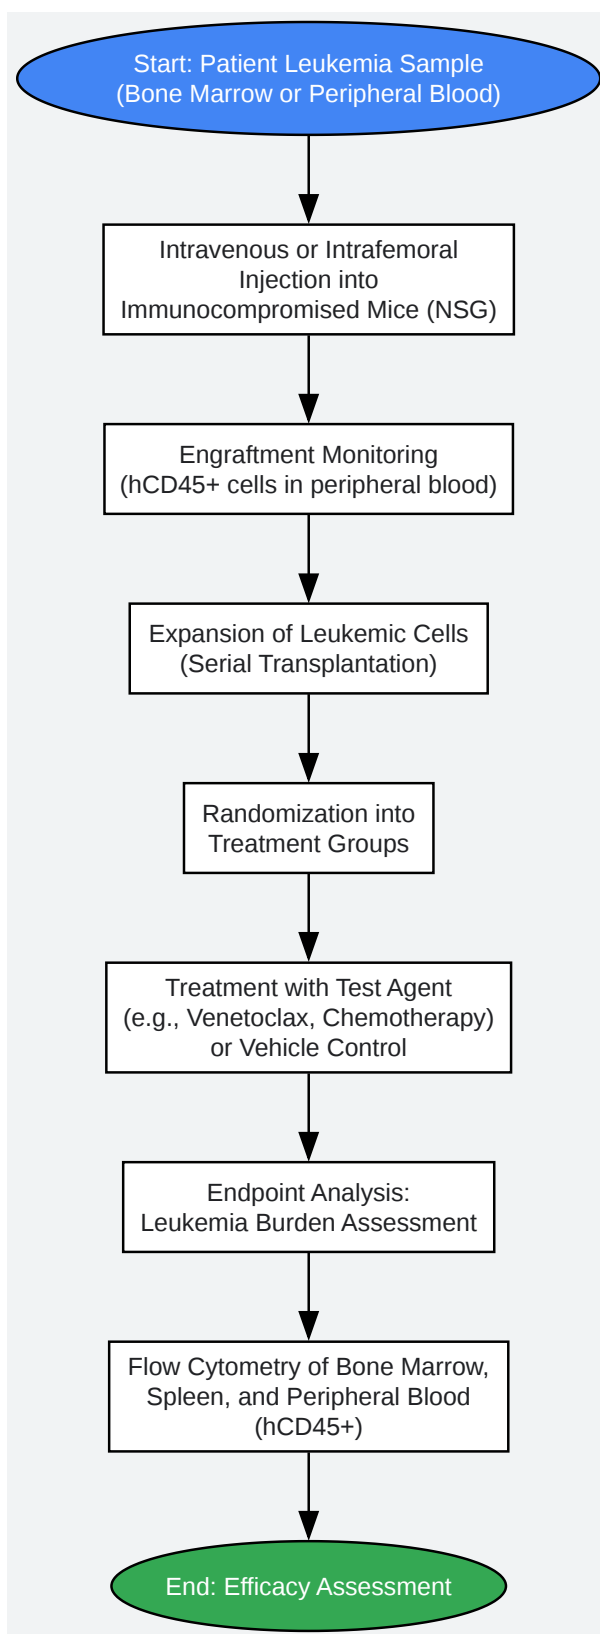 Start: Patient Leukemia Sample
(Bone Marrow or Peripheral Blood)
Intravenous or Intrafemoral
Injection into
Immunocompromised Mice (NSG)
Engraftment Monitoring
(hCD45+ cells in peripheral blood)
Expansion of Leukemic Cells
(Serial Transplantation)
Randomization into
Treatment Groups
Treatment with Test Agent
(e.g., Venetoclax, Chemotherapy)
or Vehicle Control
Endpoint Analysis:
Leukemia Burden Assessment
Flow Cytometry of Bone Marrow,
Spleen, and Peripheral Blood
(hCD45+)
End: Efficacy Assessment